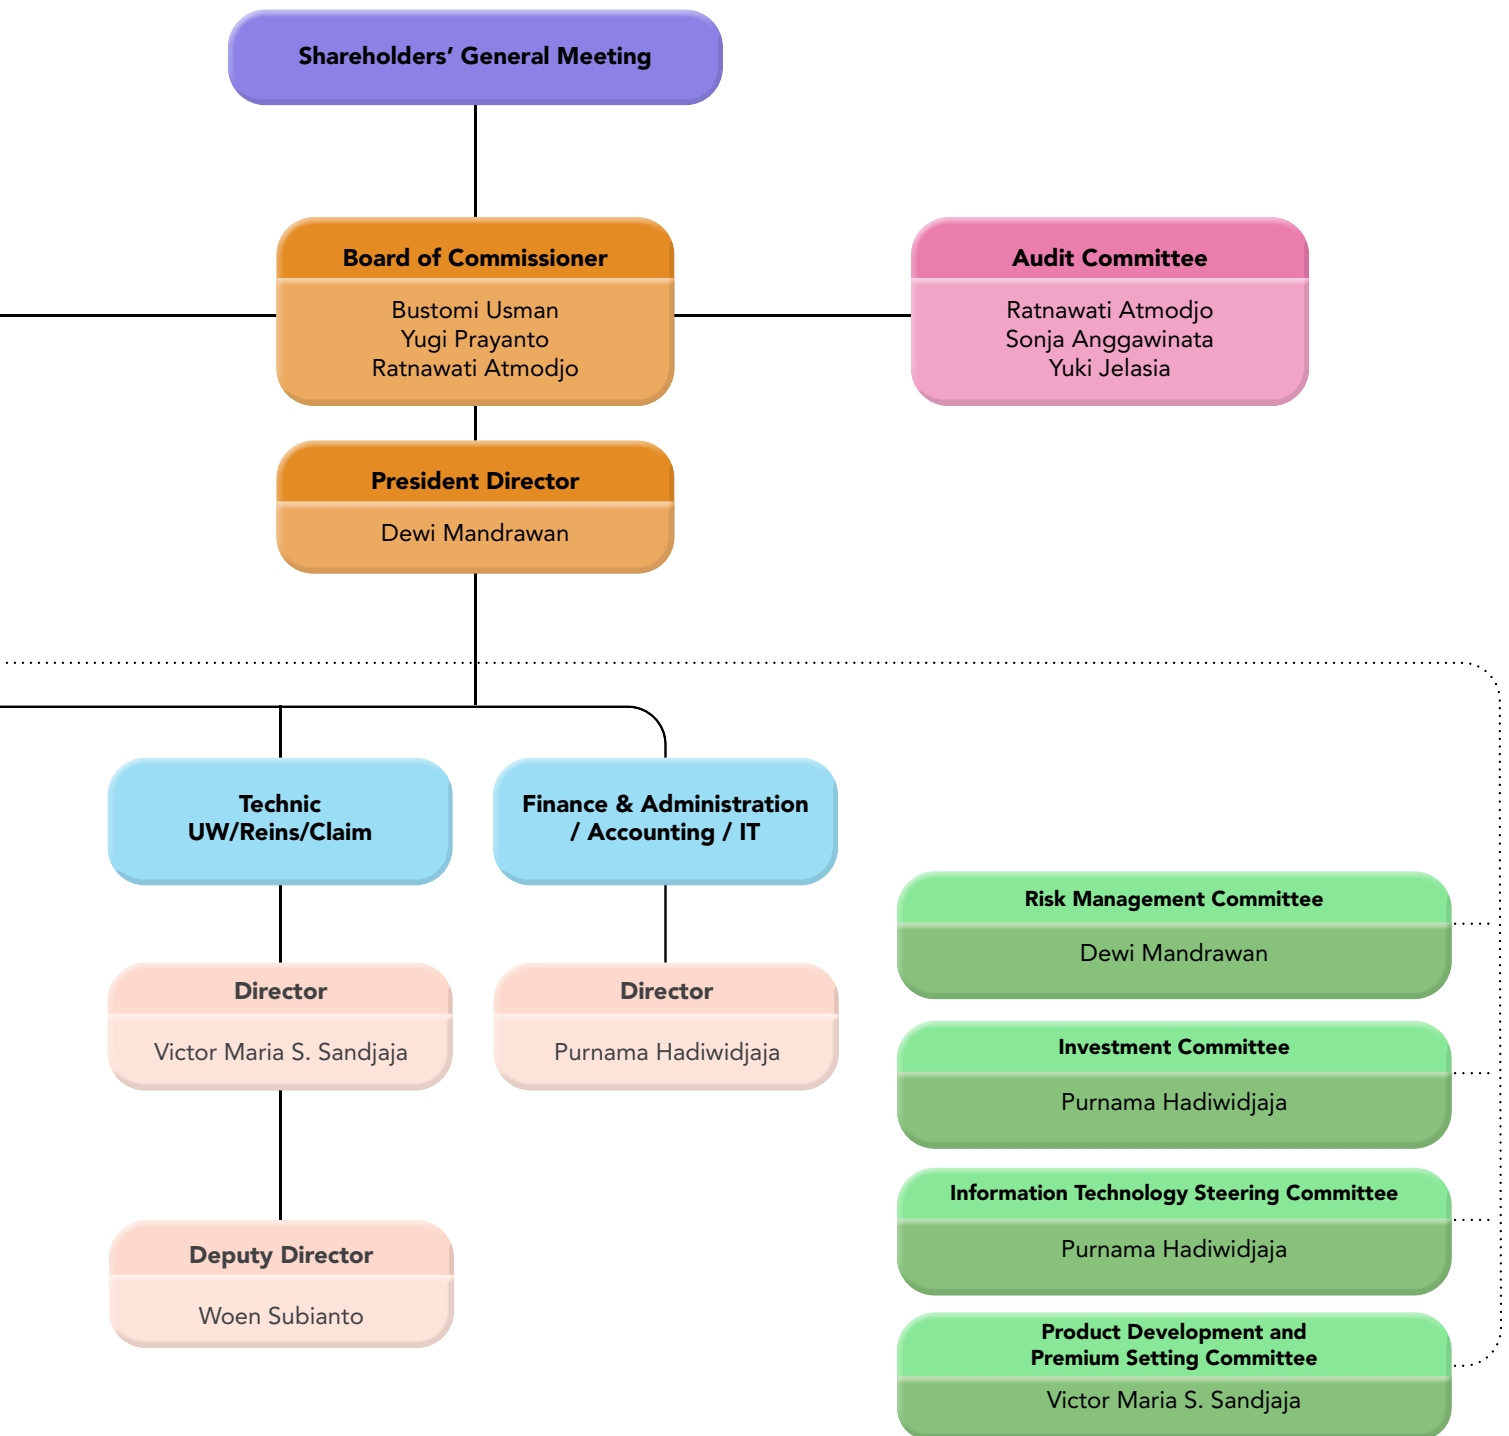 Shareholders’ General Meeting
Board of Commissioner
Bustomi Usman
Yugi Prayanto
Ratnawati Atmodjo
Audit Committee
Ratnawati Atmodjo
Sonja Anggawinata
Yuki Jelasia
President Director
Dewi Mandrawan
Technic
UW/Reins/Claim
Finance & Administration
/ Accounting / IT
Director
Victor Maria S. Sandjaja
Director
Purnama Hadiwidjaja
Deputy Director
Woen Subianto
Risk Management Committee
Dewi Mandrawan
Investment Committee
Purnama Hadiwidjaja
Information Technology Steering Committee
Purnama Hadiwidjaja
Product Development and
Premium Setting Committee
Victor Maria S. Sandjaja